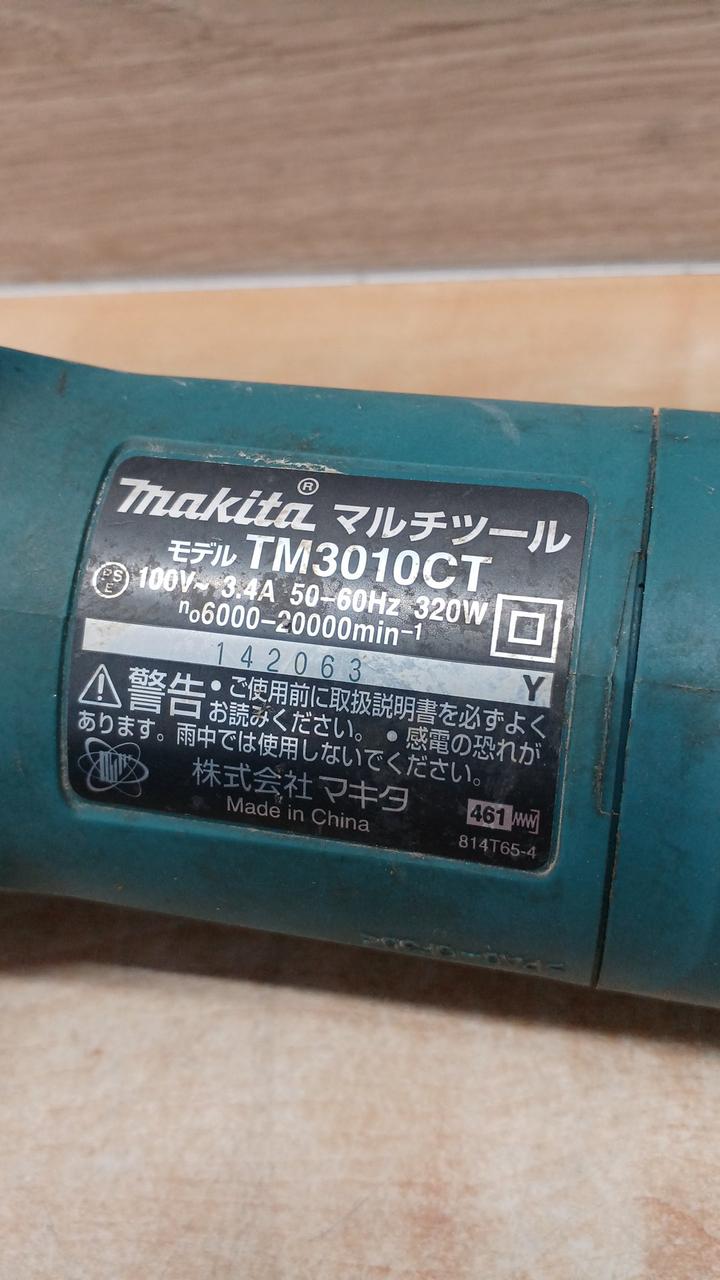 makita® マルチツール
モデル TM3010CT
PSE 100V~ 3.4A 50-60Hz 320W
n₀6000-20000min⁻¹
142063 Y
警告 • ご使用前に取扱説明書を必ずよく
お読みください。 • 感電の恐れが
あります。雨中では使用しないでください。
株式会社 マキタ
Made in China
461
814T65-4